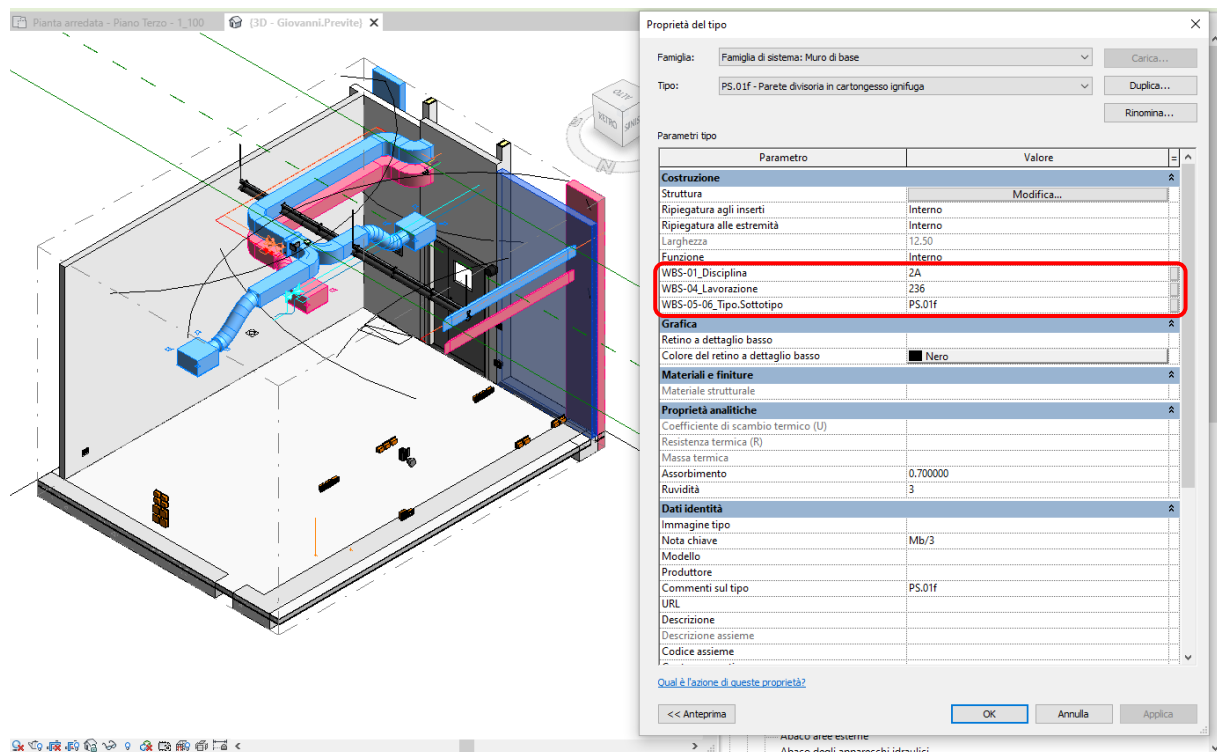 Pianta arredata - Piano Terzo - 1_100
{3D - Giovanni.Previte}
Proprietà del tipo
Famiglia:
Famiglia di sistema: Muro di base
Carica...
Tipo:
PS.01f - Parete divisoria in cartongesso ignifuga
Duplica...
Rinomina...
Parametri tipo
Parametro Valore =
Costruzione
Struttura Modifica...
Ripiegatura agli inserti Interno
Ripiegatura alle estremità Interno
Larghezza 12.50
Funzione Interno
WBS-01_Disciplina 2A
WBS-04_Lavorazione 236
WBS-05-06_Tipo.Sottotipo PS.01f
Grafica
Retino a dettaglio basso
Colore del retino a dettaglio basso Nero
Materiali e finiture
Materiale strutturale
Proprietà analitiche
Coefficiente di scambio termico (U)
Resistenza termica (R)
Massa termica
Assorbimento 0.700000
Ruvidità 3
Dati identità
Immagine tipo
Nota chiave Mb/3
Modello
Produttore
Commenti sul tipo PS.01f
URL
Descrizione
Descrizione assieme
Codice assieme
Qual è l'azione di queste proprietà?
<< Anteprima
OK
Annulla
Applica
Abaco aree esterne
Abaco degli apparecchi idraulici